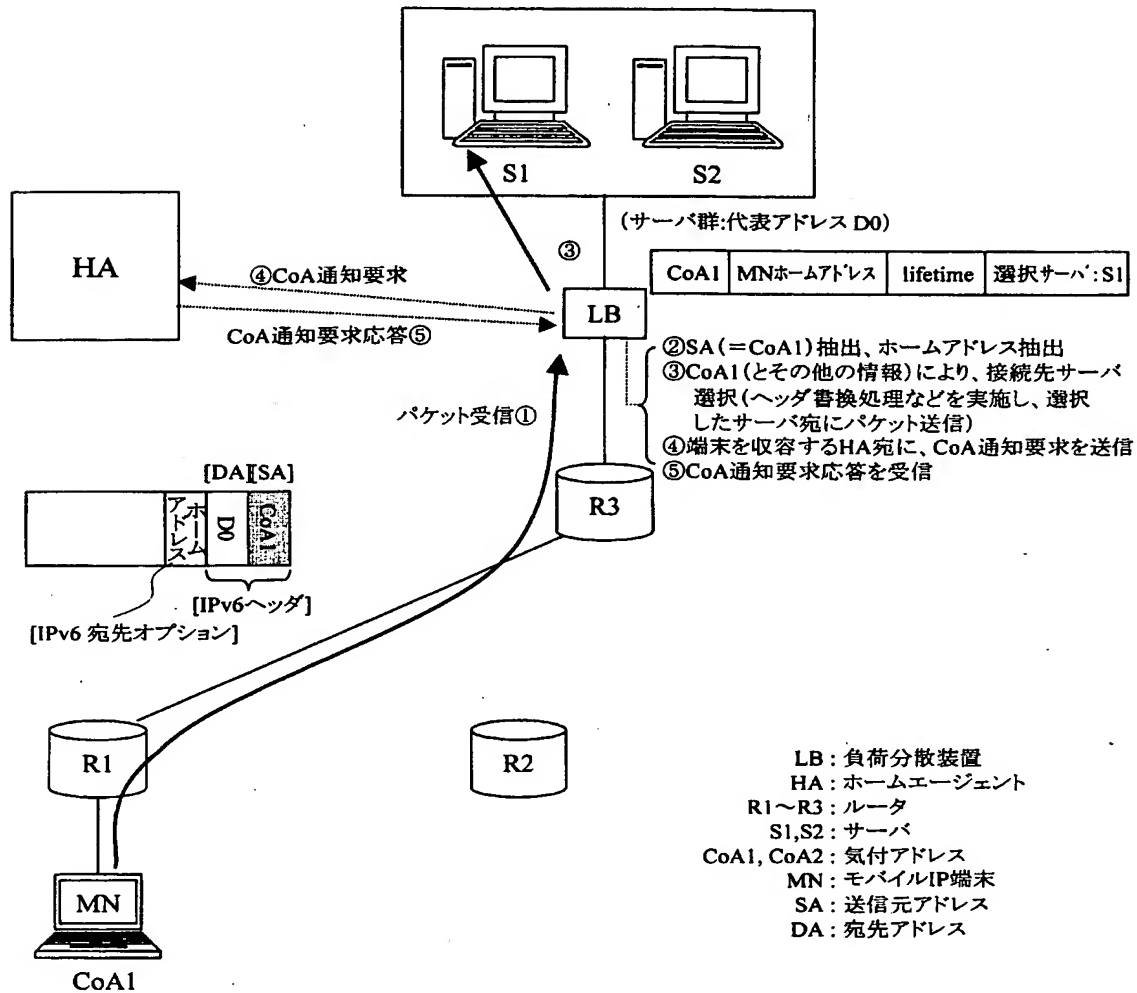 S1
S2
(サーバ群:代表アドレス D0)
HA
④CoA通知要求
CoA通知要求応答⑤
③
LB
CoA1 MNホームアドレス lifetime 選択サーバ:S1
②SA(=CoA1)抽出、ホームアドレス抽出
③CoA1(とその他の情報)により、接続先サーバ
選択(ヘッダ書換処理などを実施し、選択
したサーバ宛にパケット送信)
④端末を収容するHA宛に、CoA通知要求を送信
⑤CoA通知要求応答を受信
パケット受信①
R3
[DA][SA]
ホーム
アドレス
D0
CoA1
[IPv6ヘッダ]
[IPv6 宛先オプション]
R1
R2
MN
CoA1
LB : 負荷分散装置
HA : ホームエージェント
R1～R3 : ルータ
S1,S2 : サーバ
CoA1, CoA2 : 気付アドレス
MN : モバイルIP端末
SA : 送信元アドレス
DA : 宛先アドレス